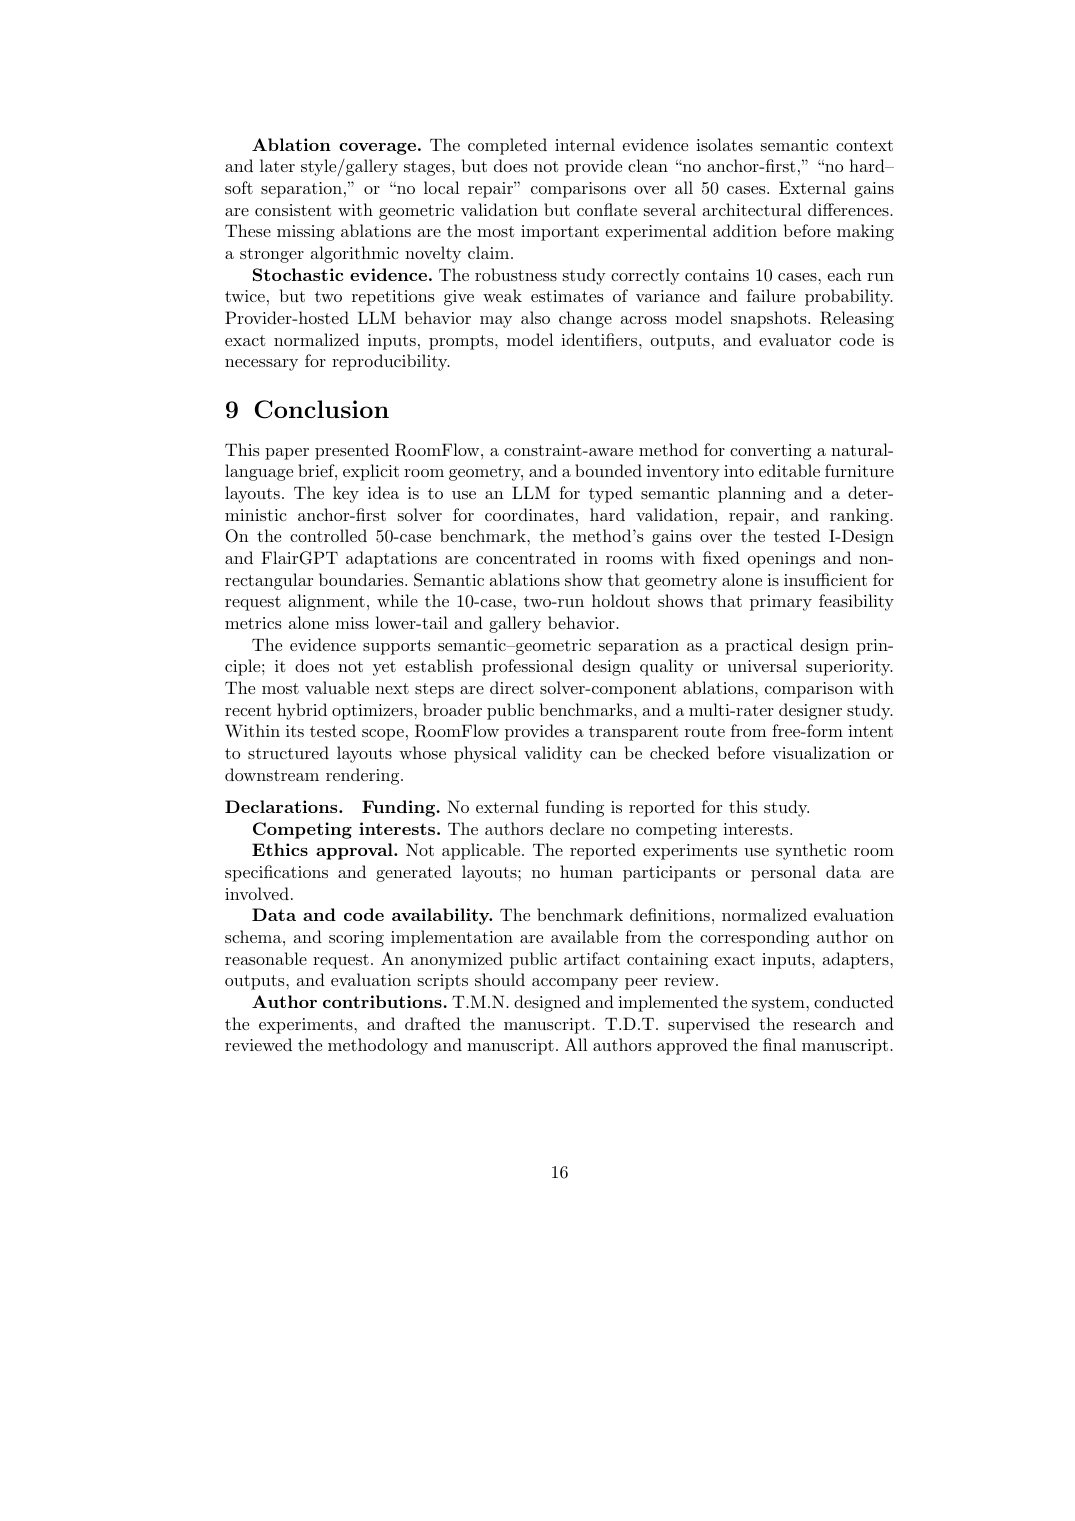 Ablation coverage. The completed internal evidence isolates semantic context
and later style/gallery stages, but does not provide clean “no anchor-first,” “no hard–
soft separation,” or “no local repair” comparisons over all 50 cases. External gains
are consistent with geometric validation but conflate several architectural differences.
These missing ablations are the most important experimental addition before making
a stronger algorithmic novelty claim.
Stochastic evidence. The robustness study correctly contains 10 cases, each run
twice, but two repetitions give weak estimates of variance and failure probability.
Provider-hosted LLM behavior may also change across model snapshots. Releasing
exact normalized inputs, prompts, model identifiers, outputs, and evaluator code is
necessary for reproducibility.
9 Conclusion
This paper presented RoomFlow, a constraint-aware method for converting a natural-
language brief, explicit room geometry, and a bounded inventory into editable furniture
layouts. The key idea is to use an LLM for typed semantic planning and a deter-
ministic anchor-first solver for coordinates, hard validation, repair, and ranking.
On the controlled 50-case benchmark, the method’s gains over the tested I-Design
and FlairGPT adaptations are concentrated in rooms with fixed openings and non-
rectangular boundaries. Semantic ablations show that geometry alone is insufficient for
request alignment, while the 10-case, two-run holdout shows that primary feasibility
metrics alone miss lower-tail and gallery behavior.
The evidence supports semantic–geometric separation as a practical design prin-
ciple; it does not yet establish professional design quality or universal superiority.
The most valuable next steps are direct solver-component ablations, comparison with
recent hybrid optimizers, broader public benchmarks, and a multi-rater designer study.
Within its tested scope, RoomFlow provides a transparent route from free-form intent
to structured layouts whose physical validity can be checked before visualization or
downstream rendering.
Declarations. Funding. No external funding is reported for this study.
Competing interests. The authors declare no competing interests.
Ethics approval. Not applicable. The reported experiments use synthetic room
specifications and generated layouts; no human participants or personal data are
involved.
Data and code availability. The benchmark definitions, normalized evaluation
schema, and scoring implementation are available from the corresponding author on
reasonable request. An anonymized public artifact containing exact inputs, adapters,
outputs, and evaluation scripts should accompany peer review.
Author contributions. T.M.N. designed and implemented the system, conducted
the experiments, and drafted the manuscript. T.D.T. supervised the research and
reviewed the methodology and manuscript. All authors approved the final manuscript.
16